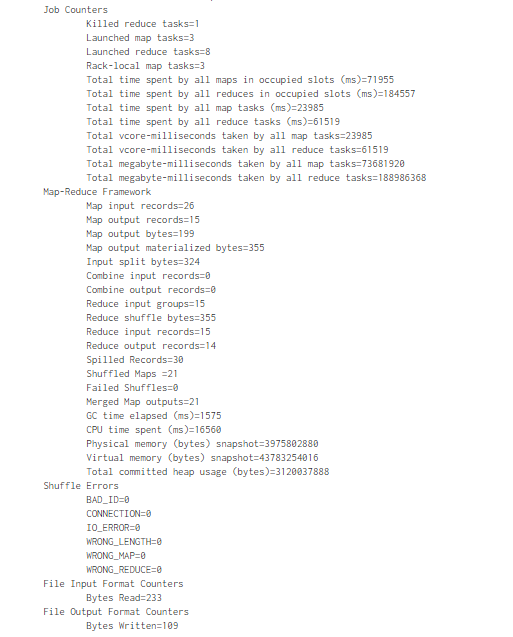 Job Counters
Killed reduce tasks=1
Launched map tasks=3
Launched reduce tasks=8
Rack-local map tasks=3
Total time spent by all maps in occupied slots (ms)=71955
Total time spent by all reduces in occupied slots (ms)=184557
Total time spent by all map tasks (ms)=23985
Total time spent by all reduce tasks (ms)=61519
Total vcore-milliseconds taken by all map tasks=23985
Total vcore-milliseconds taken by all reduce tasks=61519
Total megabyte-milliseconds taken by all map tasks=73681920
Total megabyte-milliseconds taken by all reduce tasks=188986368
Map-Reduce Framework
Map input records=26
Map output records=15
Map output bytes=199
Map output materialized bytes=355
Input split bytes=324
Combine input records=0
Combine output records=0
Reduce input groups=15
Reduce shuffle bytes=355
Reduce input records=15
Reduce output records=14
Spilled Records=30
Shuffled Maps =21
Failed Shuffles=0
Merged Map outputs=21
GC time elapsed (ms)=1575
CPU time spent (ms)=16560
Physical memory (bytes) snapshot=3975802880
Virtual memory (bytes) snapshot=43783254016
Total committed heap usage (bytes)=3120037888
Shuffle Errors
BAD_ID=0
CONNECTION=0
IO_ERROR=0
WRONG_LENGTH=0
WRONG_MAP=0
WRONG_REDUCE=0
File Input Format Counters
Bytes Read=233
File Output Format Counters
Bytes Written=109